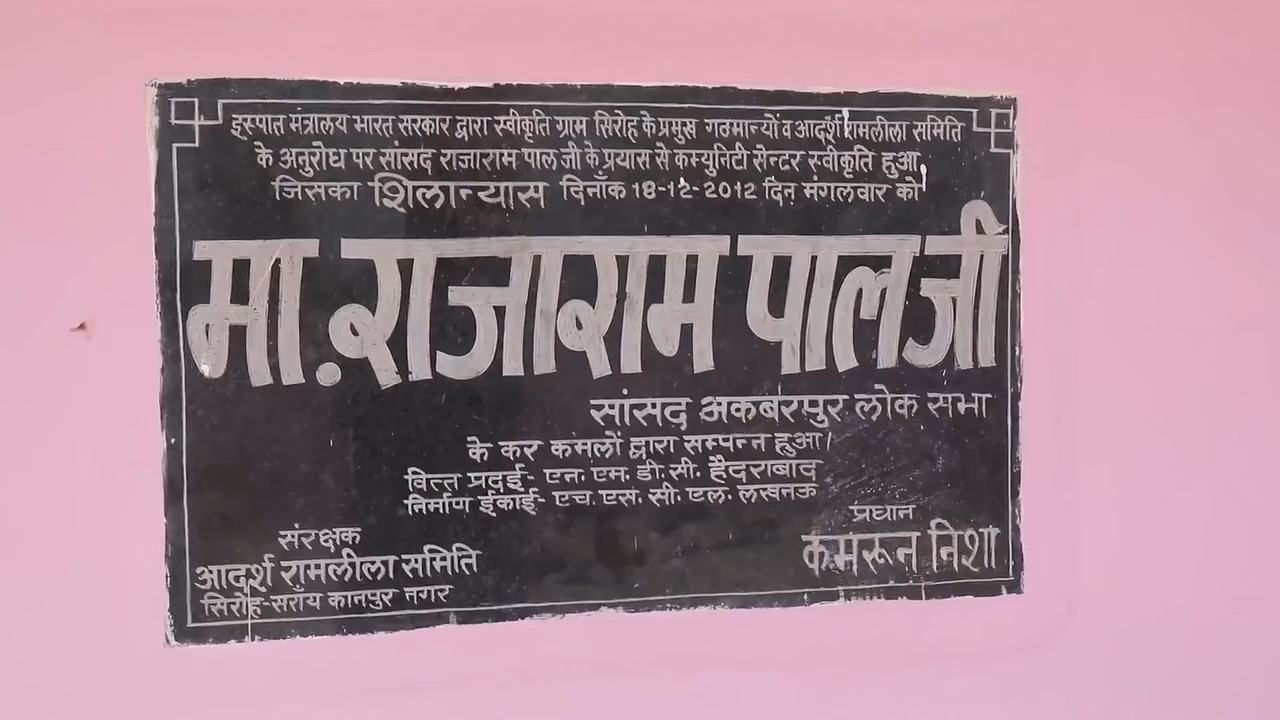 इस्पात मंत्रालय भारत सरकार द्वारा स्वीकृति ग्राम सिरोह के प्रमुख गठमान्यों व आदर्श रामलीला समिति
के अनुरोध पर सांसद राजाराम पाल जी के प्रयास से कम्युनिटी सेन्टर स्वीकृति हुआ,
जिसका शिलान्यास दिनाँक 18-12-2012 दिन मंगलवार को
मा. राजाराम पाल जी
सांसद अकबरपुर लोक सभा
के कर कमलों द्वारा सम्पन्न हुआ।
वित्त प्रदई- एन. एम. डी. सी. हैदराबाद
निर्माण ईकाई- एच. एस. सी. एल. लखनऊ
संरक्षक
आदर्श रामलीला समिति
सिरोह-सराँय कानपुर नगर
प्रधान
कमरून निशा